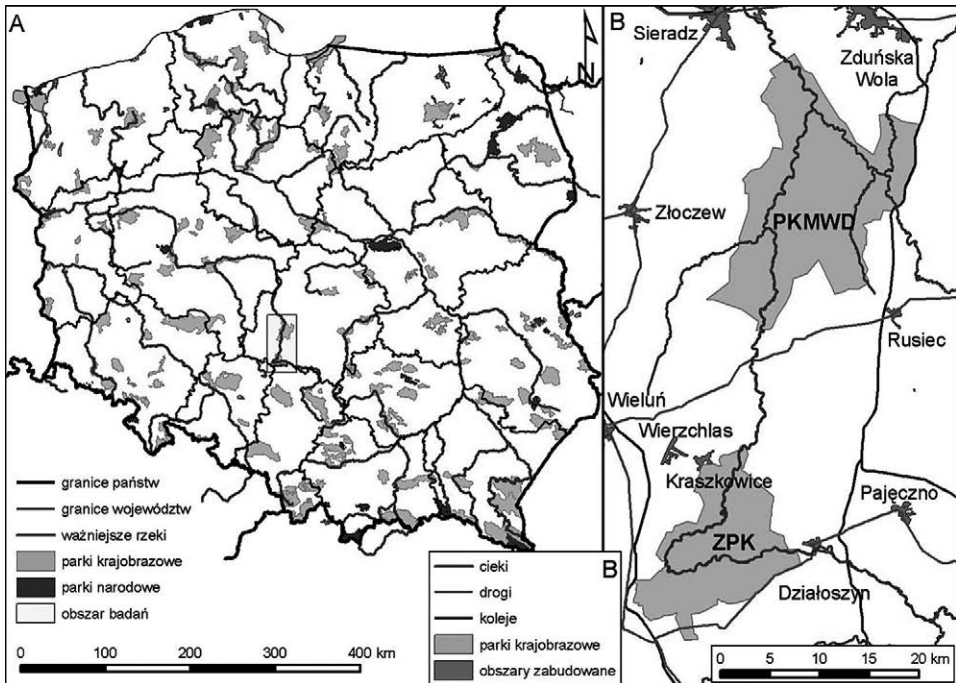 A
N
granice państw
granice województw
ważniejsze rzeki
parki krajobrazowe
parki narodowe
obszar badań
0 100 200 300 400 km
cieki
drogi
koleje
parki krajobrazowe
obszary zabudowane
B
Sieradz
Zduńska
Wola
Złoczew
PKMWD
Rusiec
Wieluń
Wierzchlas
Kraszkowice
Pajęczno
ZPK
B
Działoszyn
0 5 10 15 20 km